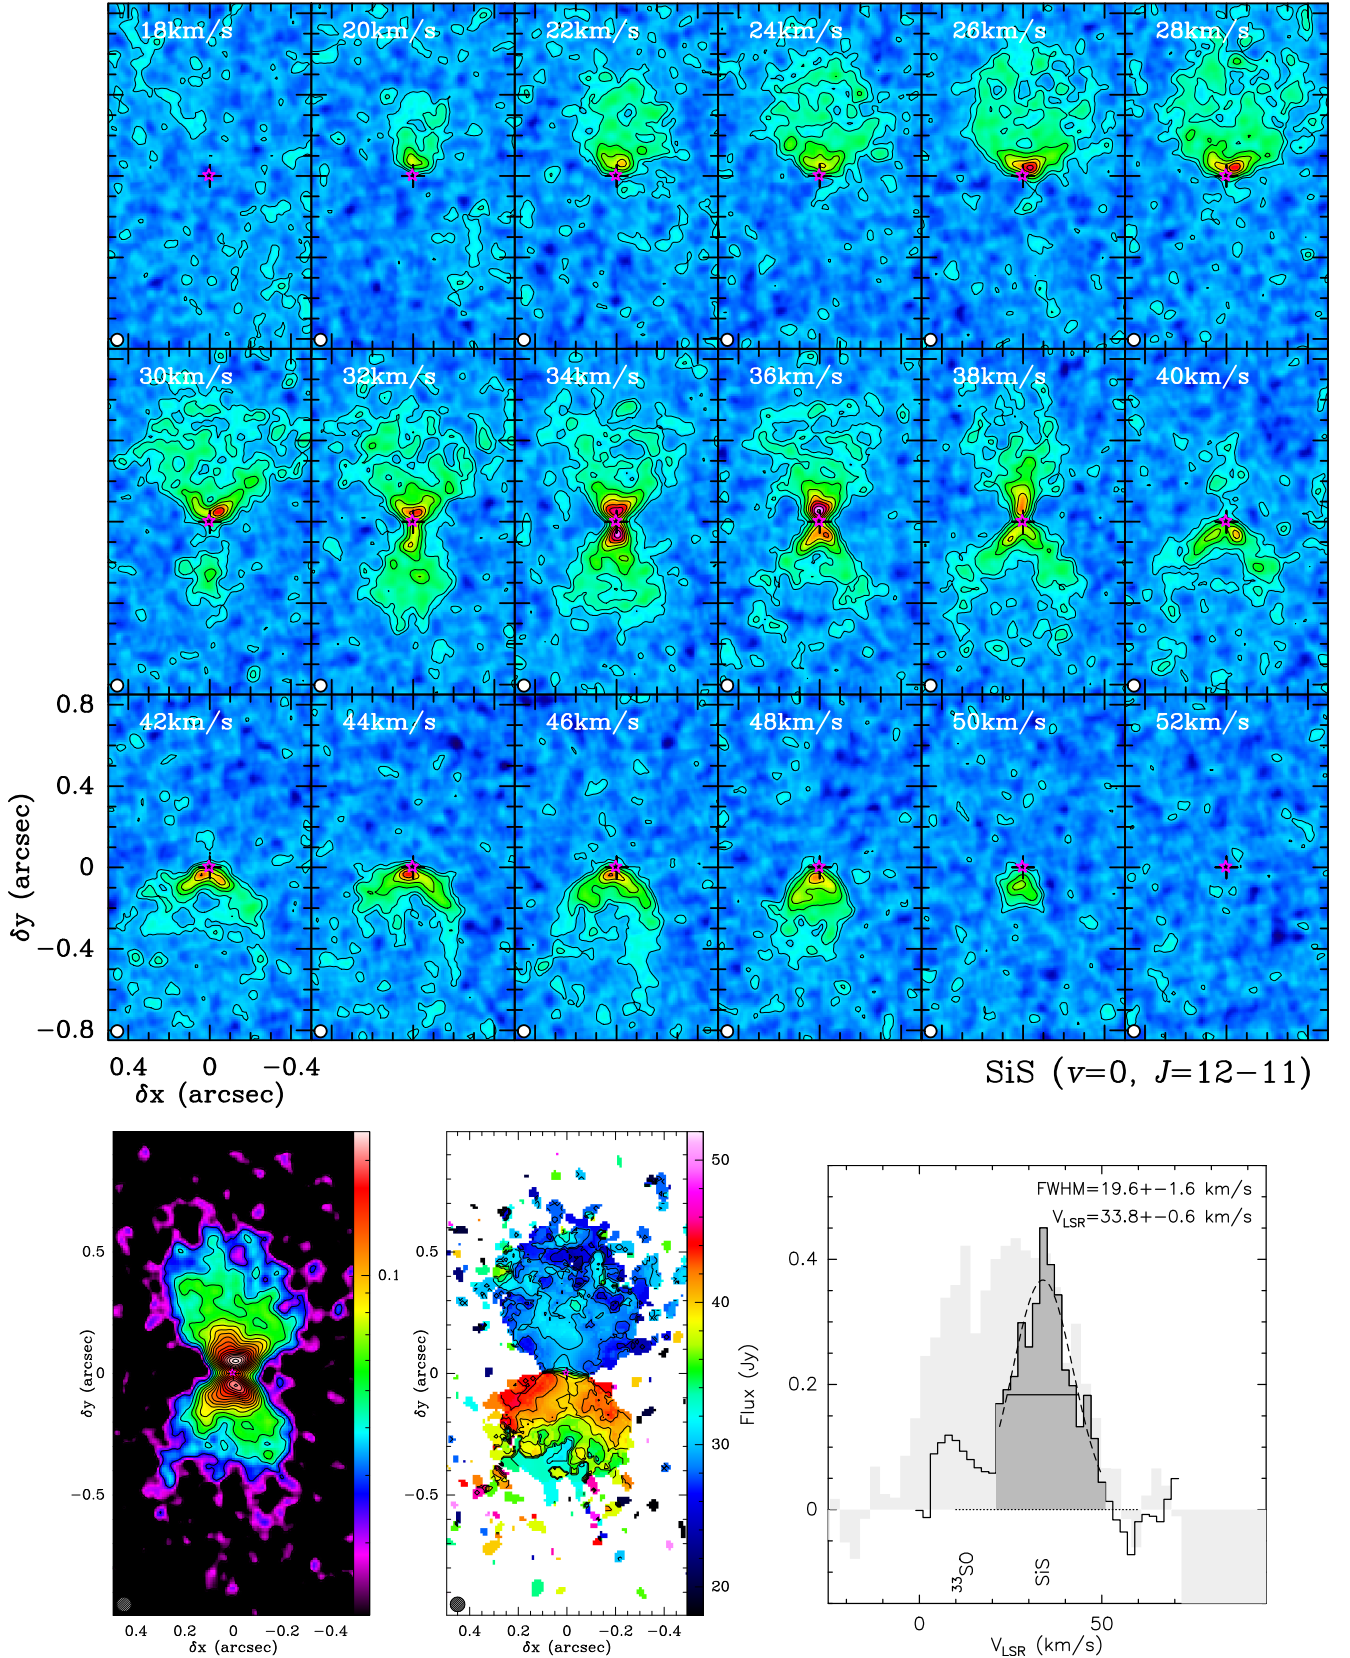 18km/s 20km/s 22km/s 24km/s 26km/s 28km/s
30km/s 32km/s 34km/s 36km/s 38km/s 40km/s
42km/s 44km/s 46km/s 48km/s 50km/s 52km/s
0.8
0.4
0
−0.4
−0.8
δy (arcsec)
0.4 0 −0.4
δx (arcsec)
SiS (v=0, J=12−11)
0.5
0
−0.5
δy (arcsec)
0.4 0.2 0 −0.2 −0.4
δx (arcsec)
0.1
0.5
0
−0.5
δy (arcsec)
0.4 0.2 0 −0.2 −0.4
δx (arcsec)
50
40
30
20
FWHM=19.6+−1.6 km/s
V_LSR=33.8+−0.6 km/s
0.4
0.2
0
Flux (Jy)
³³SO
SiS
0 50
V_LSR (km/s)